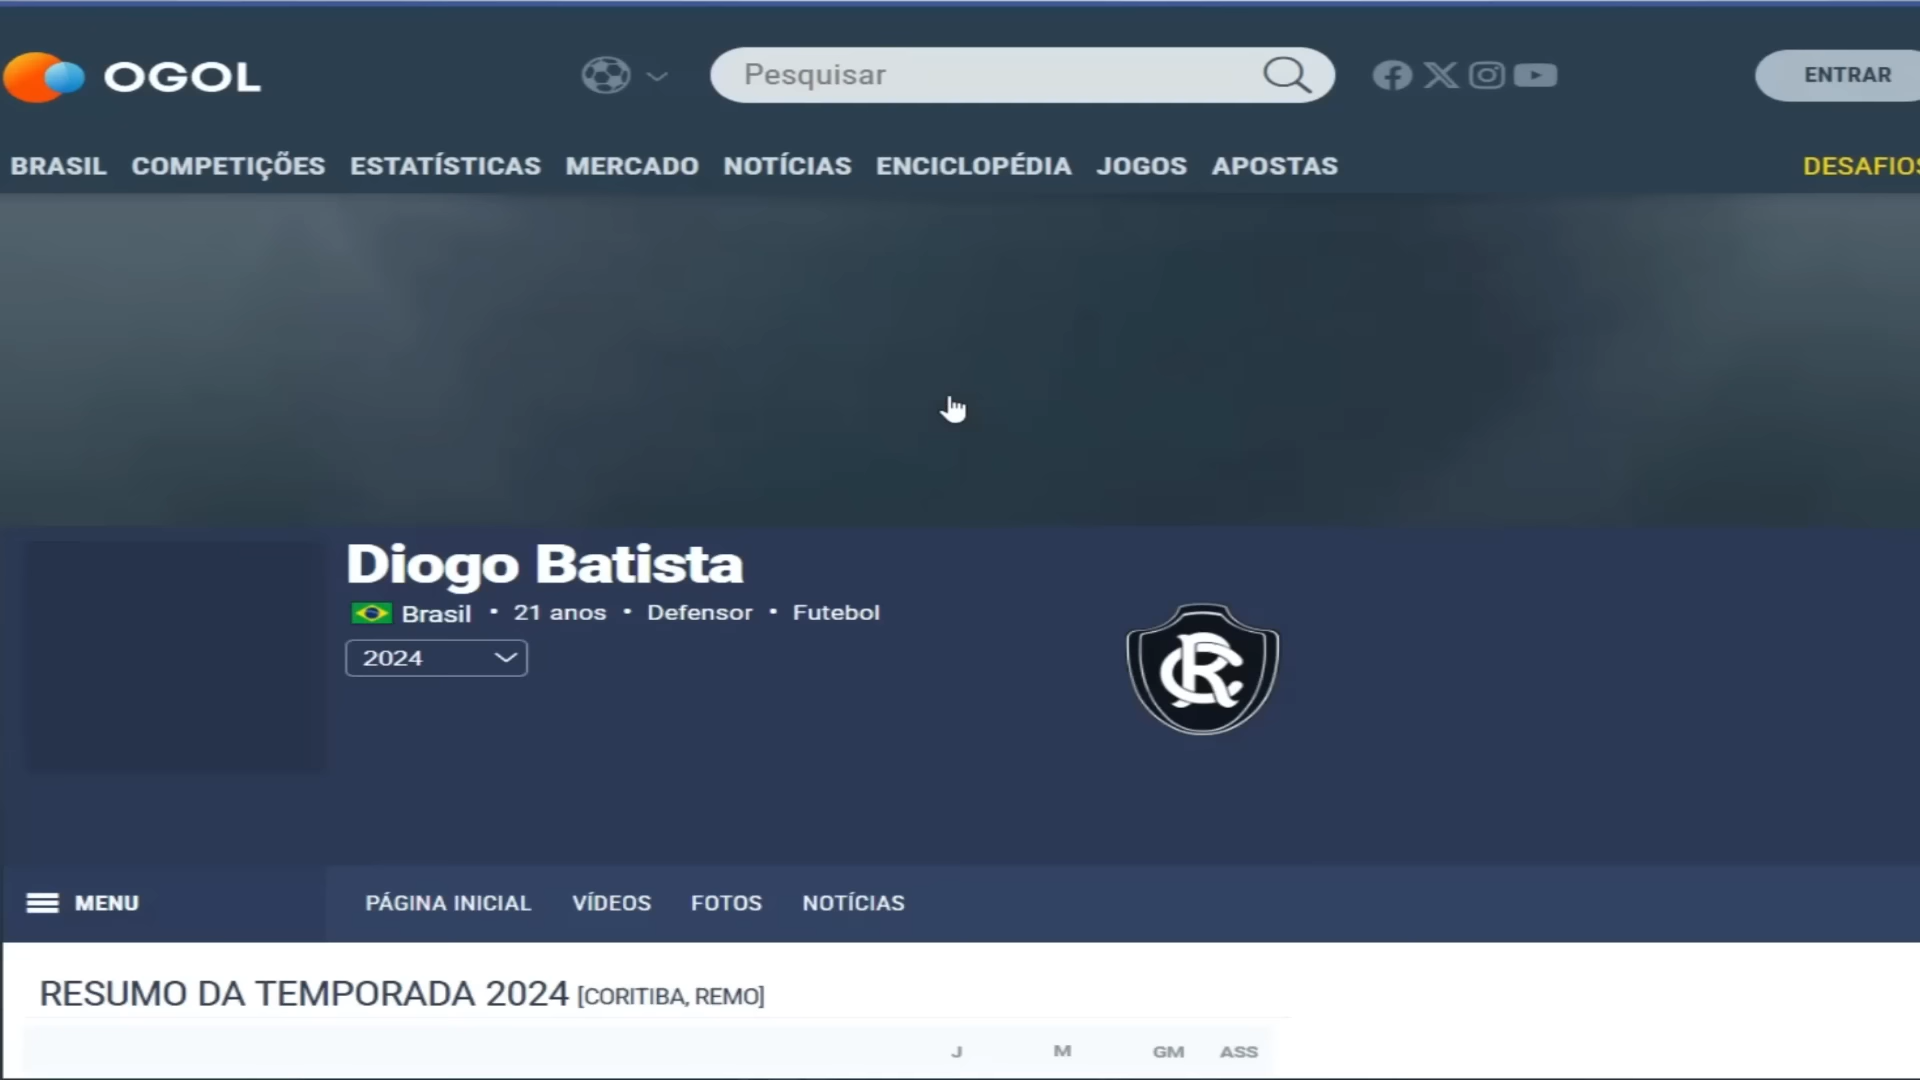 OGOL
Pesquisar
ENTRAR
BRASIL COMPETIÇÕES ESTATÍSTICAS MERCADO NOTÍCIAS ENCICLOPÉDIA JOGOS APOSTAS DESAFIOS
Diogo Batista
Brasil • 21 anos • Defensor • Futebol
2024
CR
MENU PÁGINA INICIAL VÍDEOS FOTOS NOTÍCIAS
RESUMO DA TEMPORADA 2024 [CORITIBA, REMO]
J M GM ASS